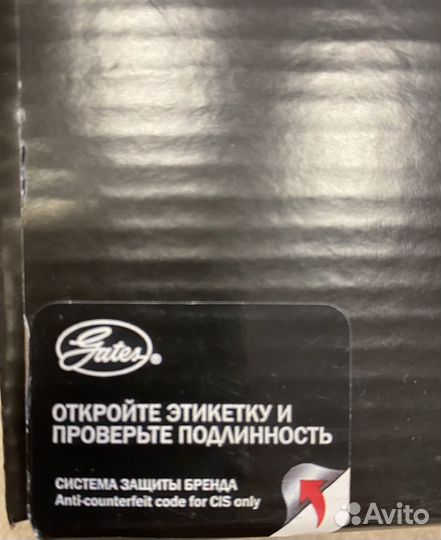 Gates®
ОТКРОЙТЕ ЭТИКЕТКУ И
ПРОВЕРЬТЕ ПОДЛИННОСТЬ
СИСТЕМА ЗАЩИТЫ БРЕНДА
Anti-counterfeit code for CIS only
Avito